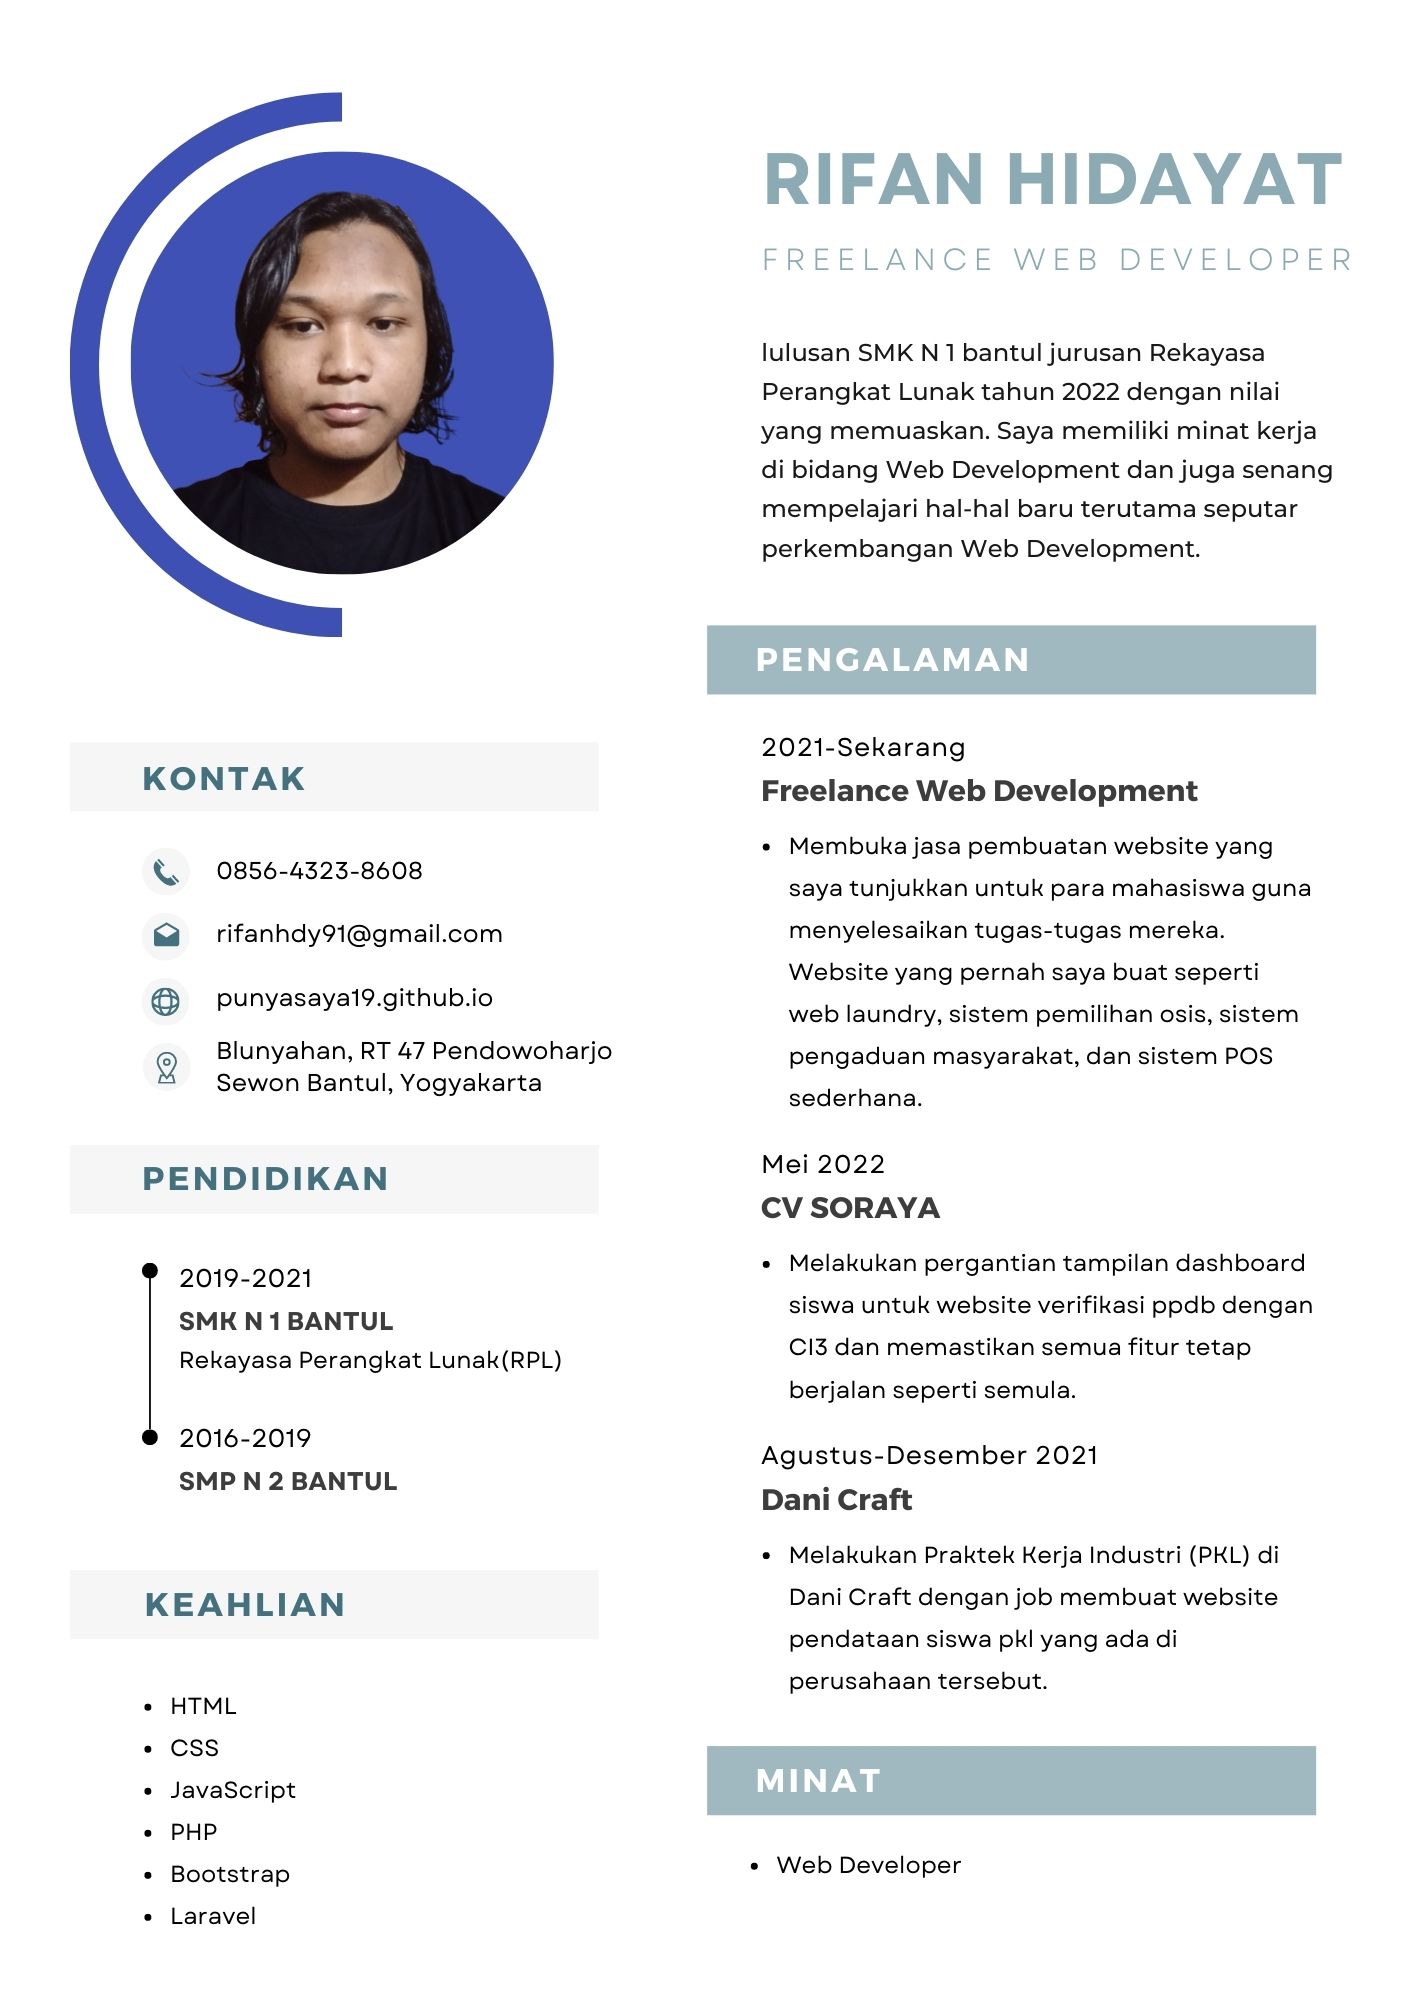 RIFAN HIDAYAT
FREELANCE WEB DEVELOPER
lulusan SMK N 1 bantul jurusan Rekayasa
Perangkat Lunak tahun 2022 dengan nilai
yang memuaskan. Saya memiliki minat kerja
di bidang Web Development dan juga senang
mempelajari hal-hal baru terutama seputar
perkembangan Web Development.
KONTAK
0856-4323-8608
rifanhdy91@gmail.com
punyasaya19.github.io
Blunyahan, RT 47 Pendowoharjo
Sewon Bantul, Yogyakarta
PENDIDIKAN
2019-2021
SMK N 1 BANTUL
Rekayasa Perangkat Lunak(RPL)
2016-2019
SMP N 2 BANTUL
KEAHLIAN
• HTML
• CSS
• JavaScript
• PHP
• Bootstrap
• Laravel
PENGALAMAN
2021-Sekarang
Freelance Web Development
• Membuka jasa pembuatan website yang
saya tunjukkan untuk para mahasiswa guna
menyelesaikan tugas-tugas mereka.
Website yang pernah saya buat seperti
web laundry, sistem pemilihan osis, sistem
pengaduan masyarakat, dan sistem POS
sederhana.
Mei 2022
CV SORAYA
• Melakukan pergantian tampilan dashboard
siswa untuk website verifikasi ppdb dengan
CI3 dan memastikan semua fitur tetap
berjalan seperti semula.
Agustus-Desember 2021
Dani Craft
• Melakukan Praktek Kerja Industri (PKL) di
Dani Craft dengan job membuat website
pendataan siswa pkl yang ada di
perusahaan tersebut.
MINAT
• Web Developer